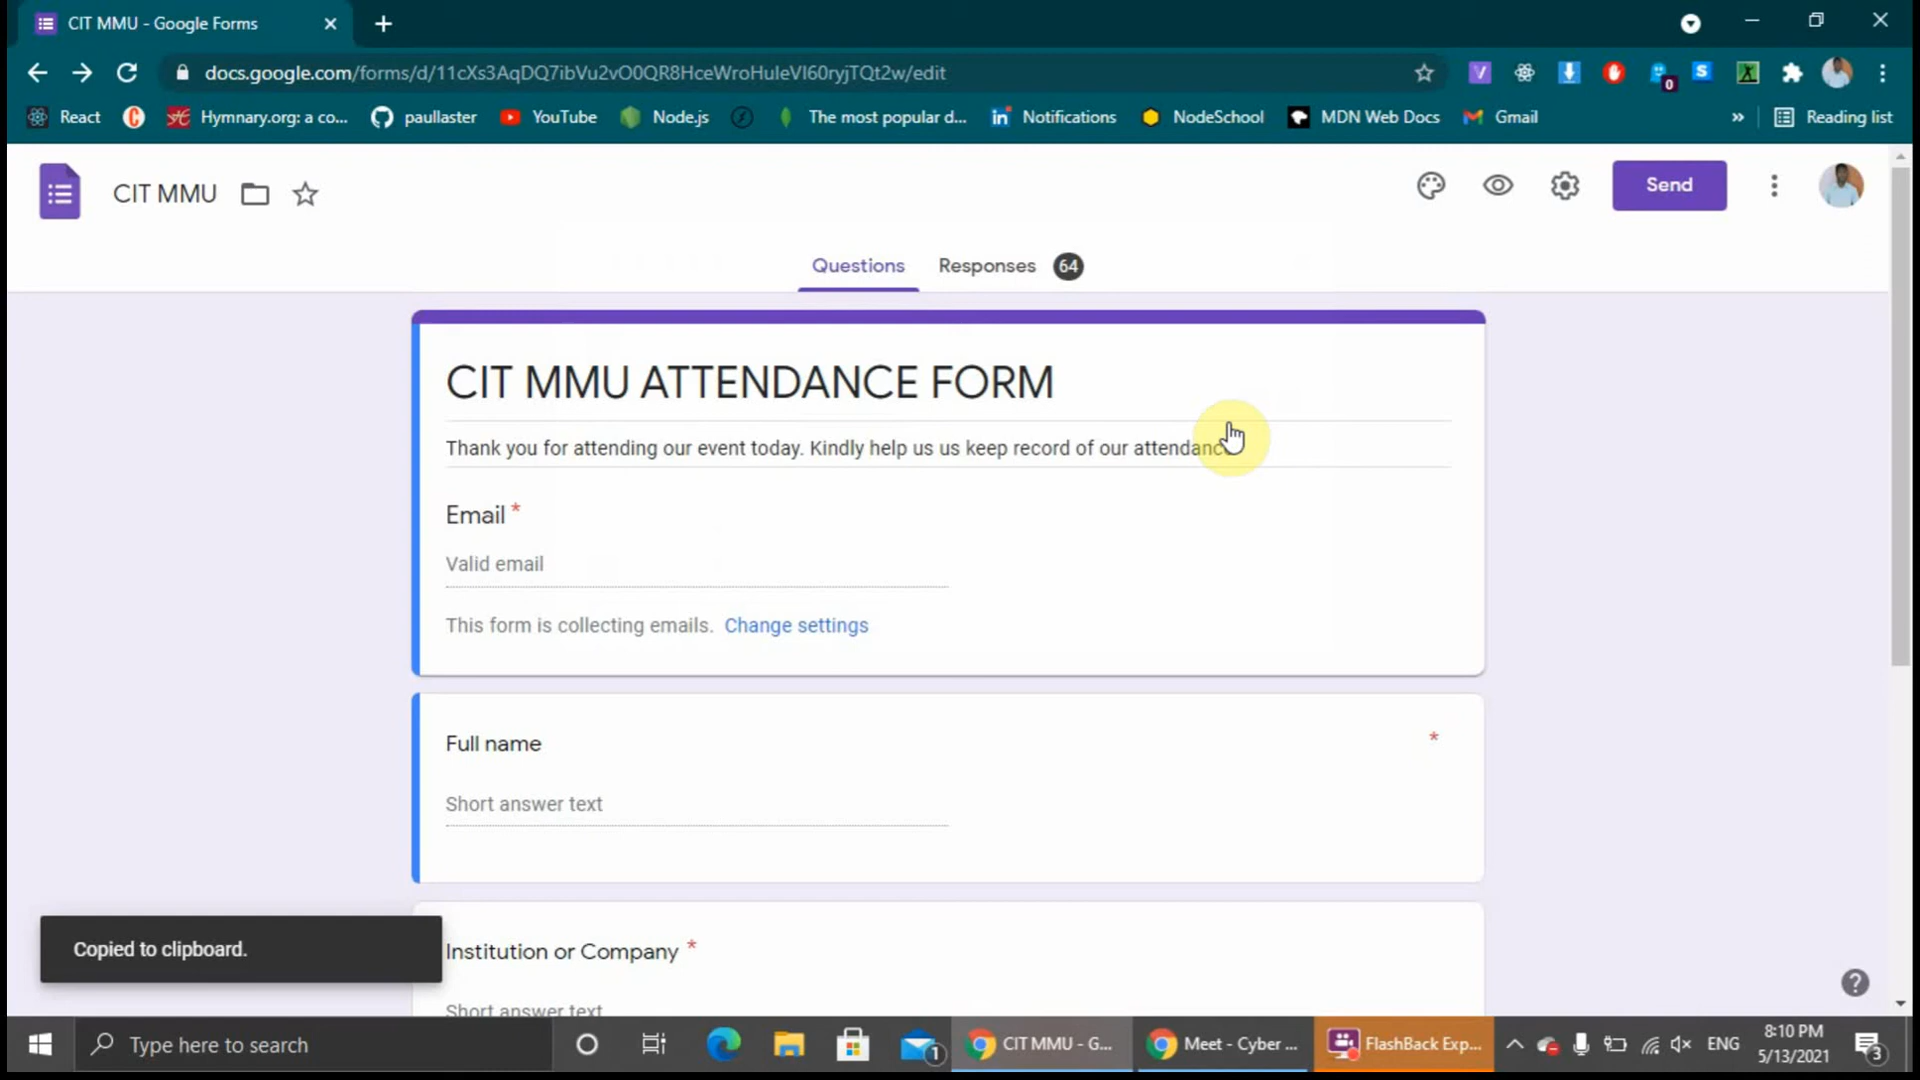 CIT MMU - Google Forms
docs.google.com/forms/d/11cXs3AqDQ7ibVu2vO0QR8HceWroHuleVI60ryjTQt2w/edit
0
React
Hymnary.org: a co...
paullaster
YouTube
Node.js
The most popular d...
Notifications
NodeSchool
MDN Web Docs
Gmail
»
Reading list
CIT MMU
Send
Questions
Responses 64
CIT MMU ATTENDANCE FORM
Thank you for attending our event today. Kindly help us us keep record of our attendance
Email *
Valid email
This form is collecting emails. Change settings
Full name *
Short answer text
Copied to clipboard.
Institution or Company *
Short answer text
Type here to search
1
CIT MMU - G...
Meet - Cyber ...
FlashBack Exp...
ENG
8:10 PM
5/13/2021
3